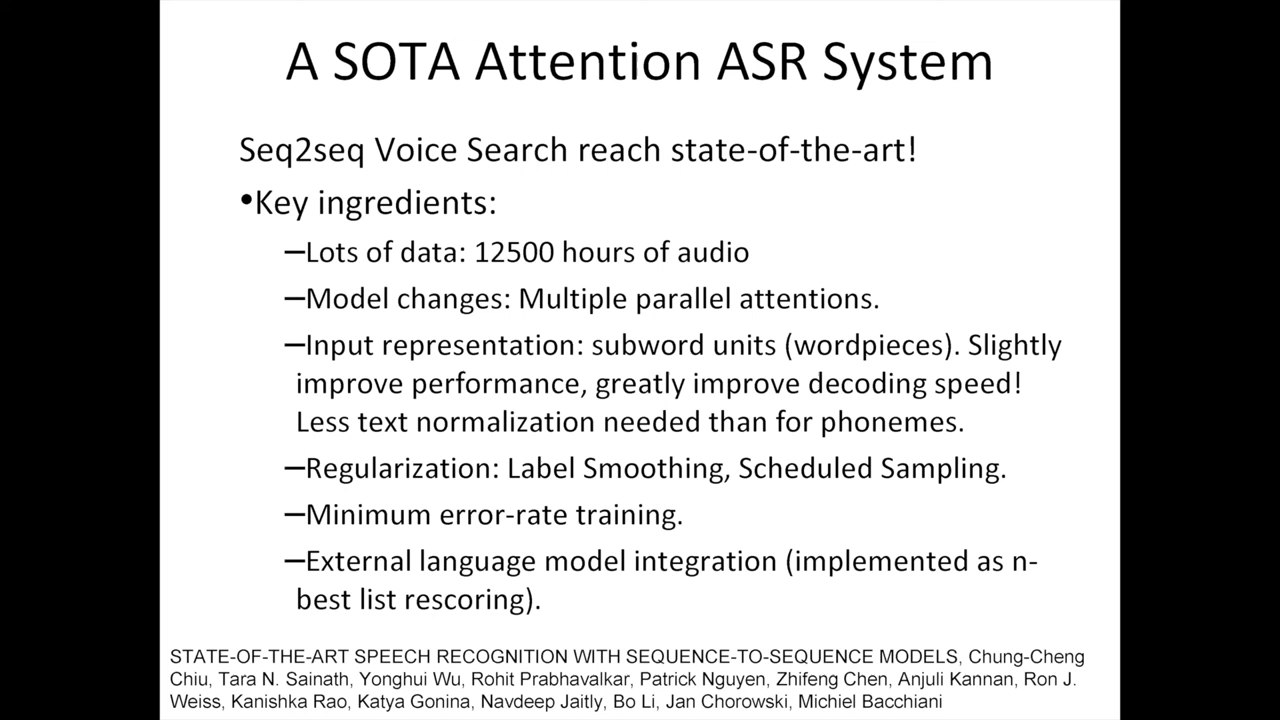 A SOTA Attention ASR System
Seq2seq Voice Search reach state-of-the-art!
•Key ingredients:
–Lots of data: 12500 hours of audio
–Model changes: Multiple parallel attentions.
–Input representation: subword units (wordpieces). Slightly
improve performance, greatly improve decoding speed!
Less text normalization needed than for phonemes.
–Regularization: Label Smoothing, Scheduled Sampling.
–Minimum error-rate training.
–External language model integration (implemented as n-
best list rescoring).
STATE-OF-THE-ART SPEECH RECOGNITION WITH SEQUENCE-TO-SEQUENCE MODELS, Chung-Cheng
Chiu, Tara N. Sainath, Yonghui Wu, Rohit Prabhavalkar, Patrick Nguyen, Zhifeng Chen, Anjuli Kannan, Ron J.
Weiss, Kanishka Rao, Katya Gonina, Navdeep Jaitly, Bo Li, Jan Chorowski, Michiel Bacchiani